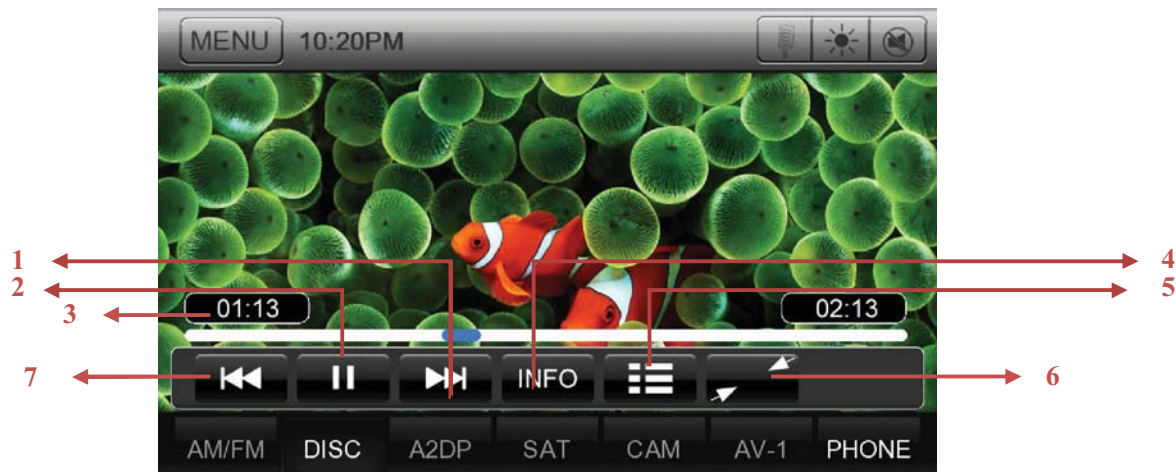 MENU 10:20PM
1 4
2 5
3 01:13 02:13
7 INFO 6
AM/FM DISC A2DP SAT CAM AV-1 PHONE